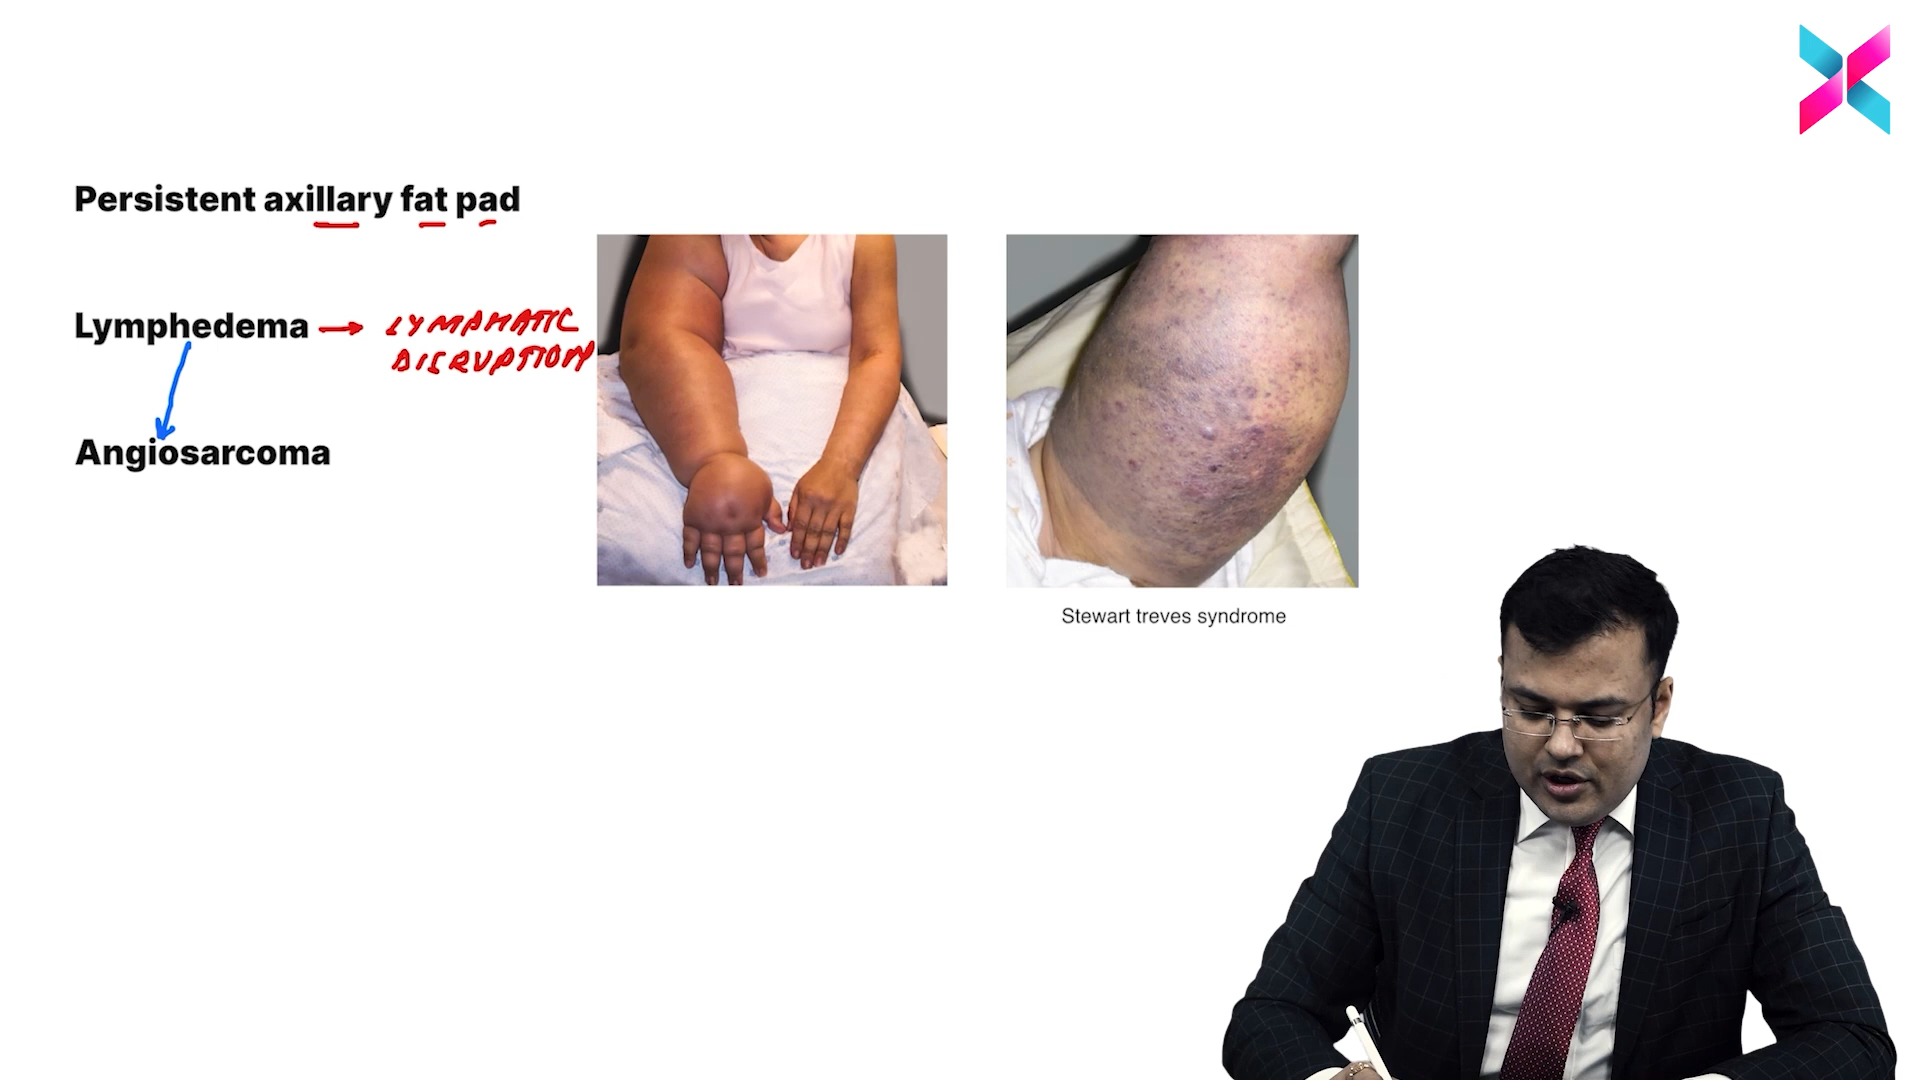 Persistent axillary fat pad
Lymphedema → LYMPHATIC
DISRUPTION
Angiosarcoma
Stewart treves syndrome